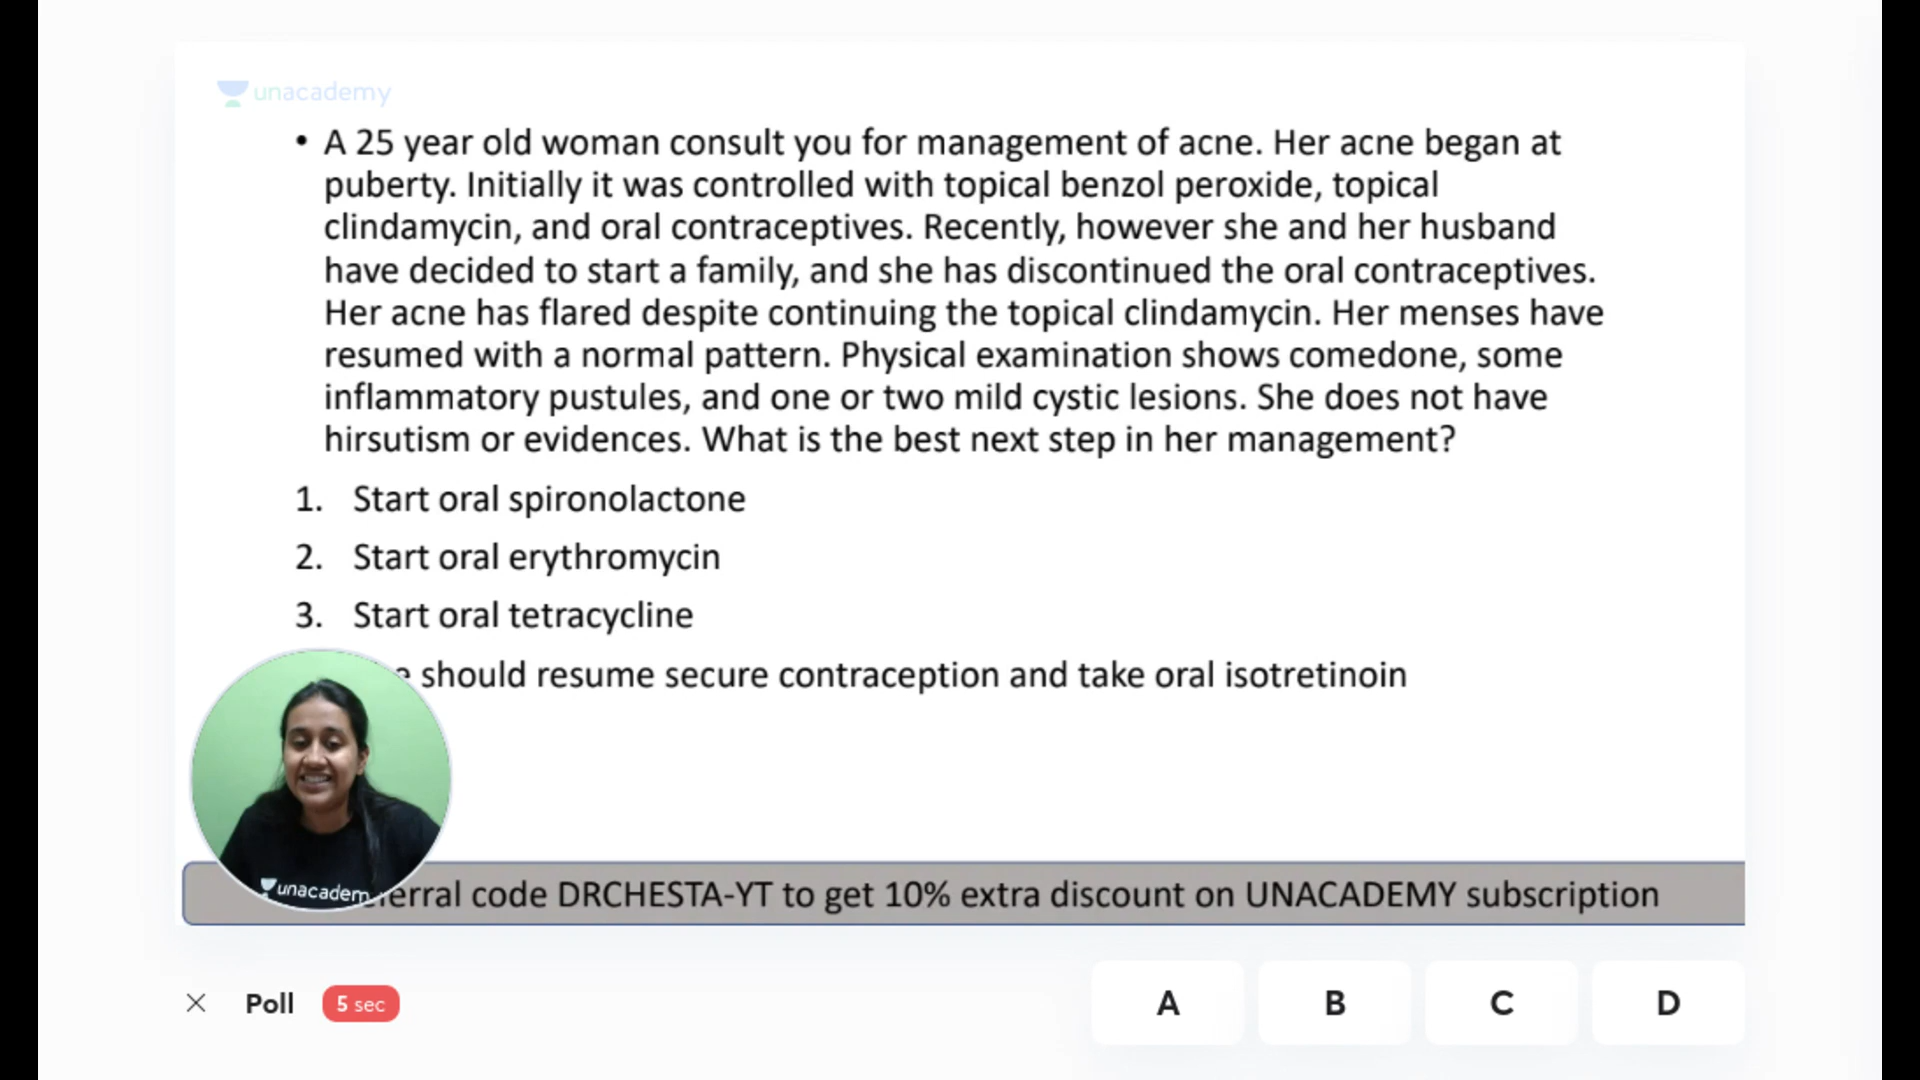 unacademy
• A 25 year old woman consult you for management of acne. Her acne began at
puberty. Initially it was controlled with topical benzol peroxide, topical
clindamycin, and oral contraceptives. Recently, however she and her husband
have decided to start a family, and she has discontinued the oral contraceptives.
Her acne has flared despite continuing the topical clindamycin. Her menses have
resumed with a normal pattern. Physical examination shows comedone, some
inflammatory pustules, and one or two mild cystic lesions. She does not have
hirsutism or evidences. What is the best next step in her management?
1. Start oral spironolactone
2. Start oral erythromycin
3. Start oral tetracycline
should resume secure contraception and take oral isotretinoin
unacadem
code DRCHESTA-YT to get 10% extra discount on UNACADEMY subscription
Poll 5 sec A B C D